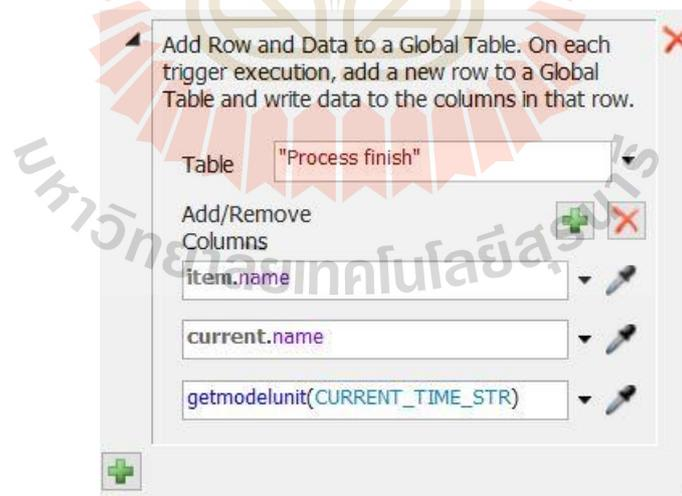 Add Row and Data to a Global Table. On each
trigger execution, add a new row to a Global
Table and write data to the columns in that row.
Table
"Process finish"
Add/Remove
Columns
item.name
current.name
getmodelunit(CURRENT_TIME_STR)